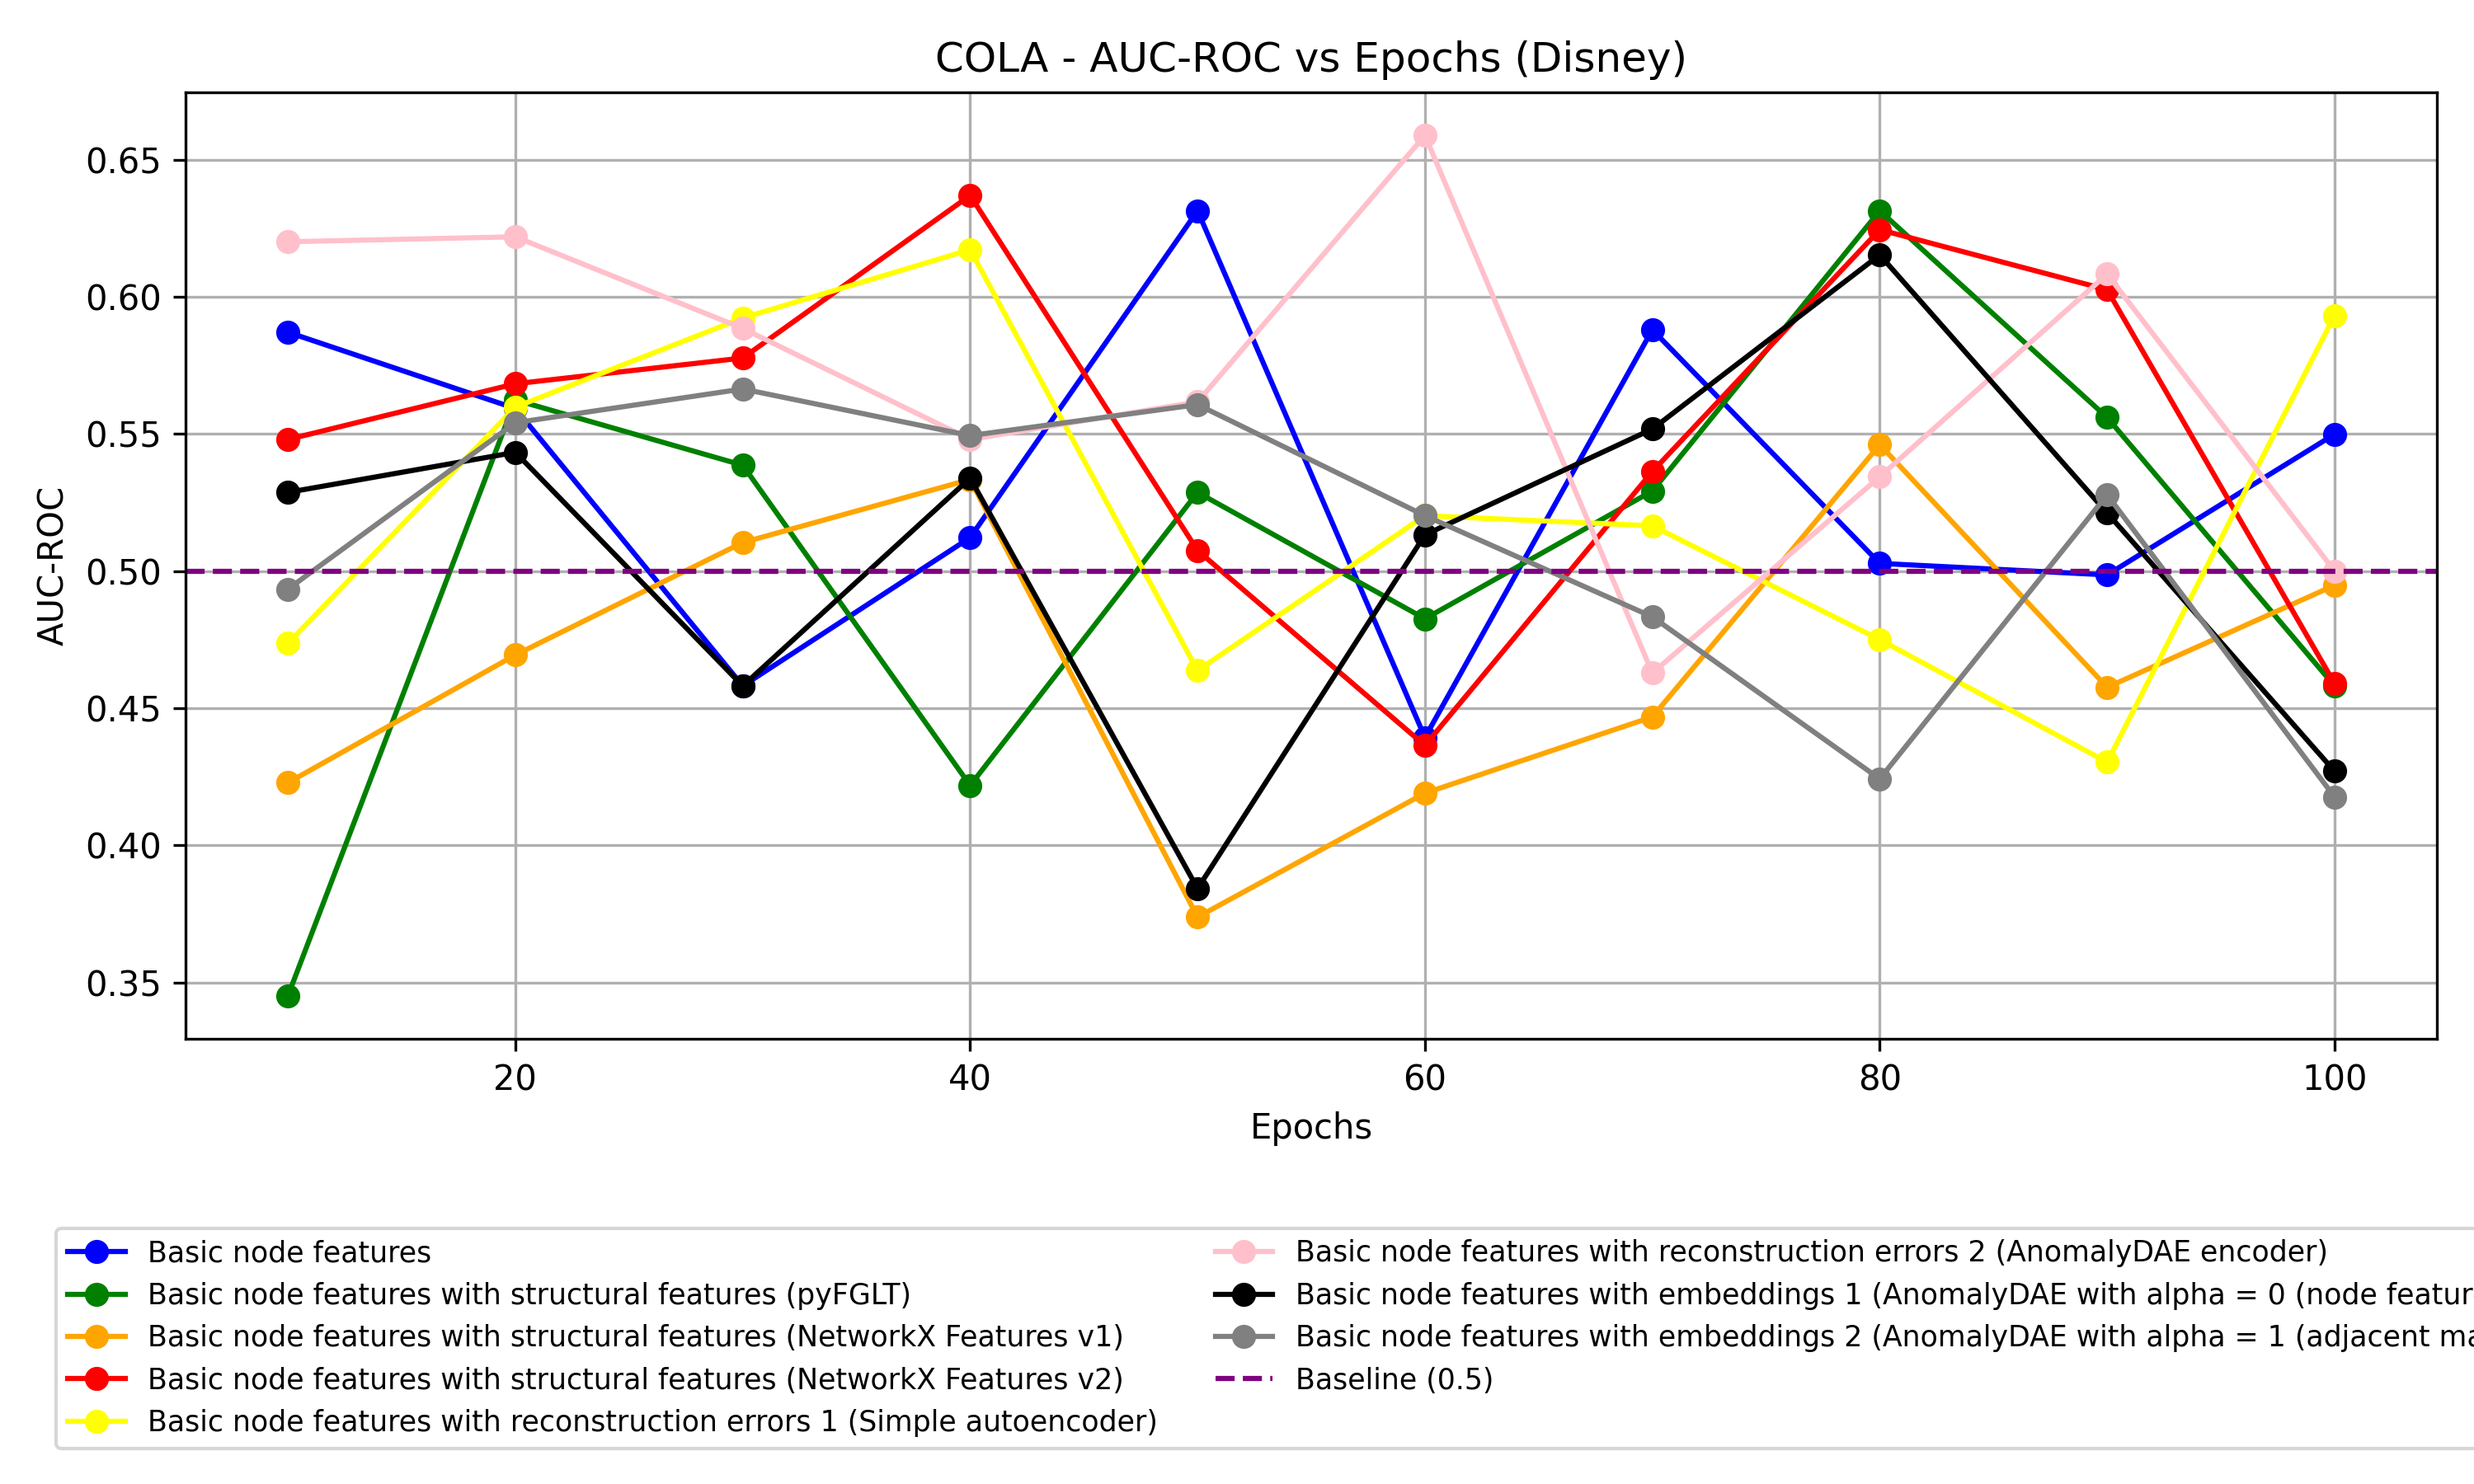 COLA - AUC-ROC vs Epochs (Disney)
AUC-ROC
0.65
0.60
0.55
0.50
0.45
0.40
0.35
20 40 60 80 100
Epochs
Basic node features
Basic node features with structural features (pyFGLT)
Basic node features with structural features (NetworkX Features v1)
Basic node features with structural features (NetworkX Features v2)
Basic node features with reconstruction errors 1 (Simple autoencoder)
Basic node features with reconstruction errors 2 (AnomalyDAE encoder)
Basic node features with embeddings 1 (AnomalyDAE with alpha = 0 (node
Basic node features with embeddings 2 (AnomalyDAE with alpha = 1 (adjacent
Baseline (0.5)